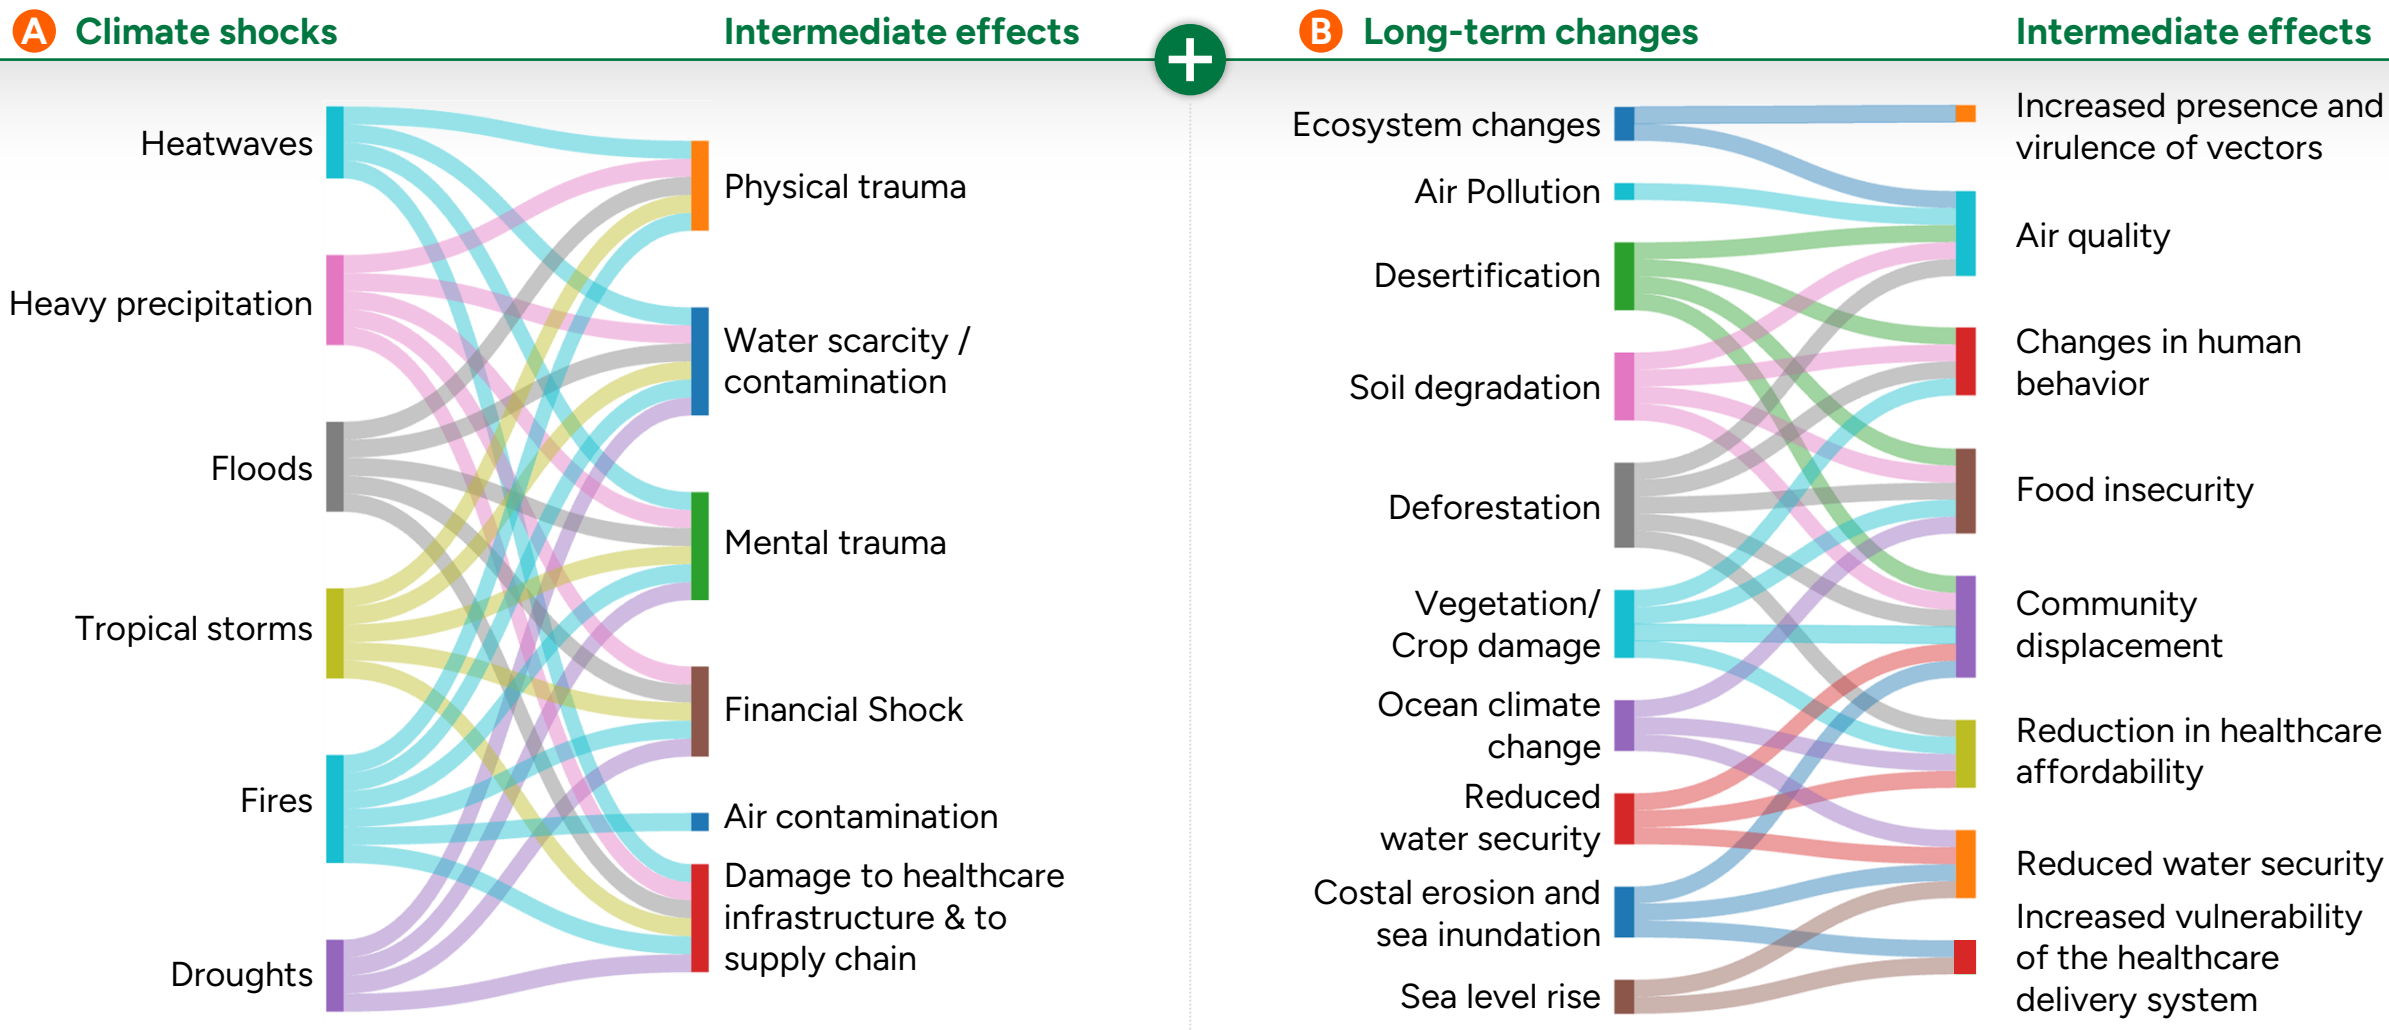 A Climate shocks
Intermediate effects
Heatwaves
Heavy precipitation
Floods
Tropical storms
Fires
Droughts
Physical trauma
Water scarcity /
contamination
Mental trauma
Financial Shock
Air contamination
Damage to healthcare
infrastructure & to
supply chain
+
B Long-term changes
Intermediate effects
Ecosystem changes
Air Pollution
Desertification
Soil degradation
Deforestation
Vegetation/
Crop damage
Ocean climate
change
Reduced
water security
Costal erosion and
sea inundation
Sea level rise
Increased presence and
virulence of vectors
Air quality
Changes in human
behavior
Food insecurity
Community
displacement
Reduction in healthcare
affordability
Reduced water security
Increased vulnerability
of the healthcare
delivery system